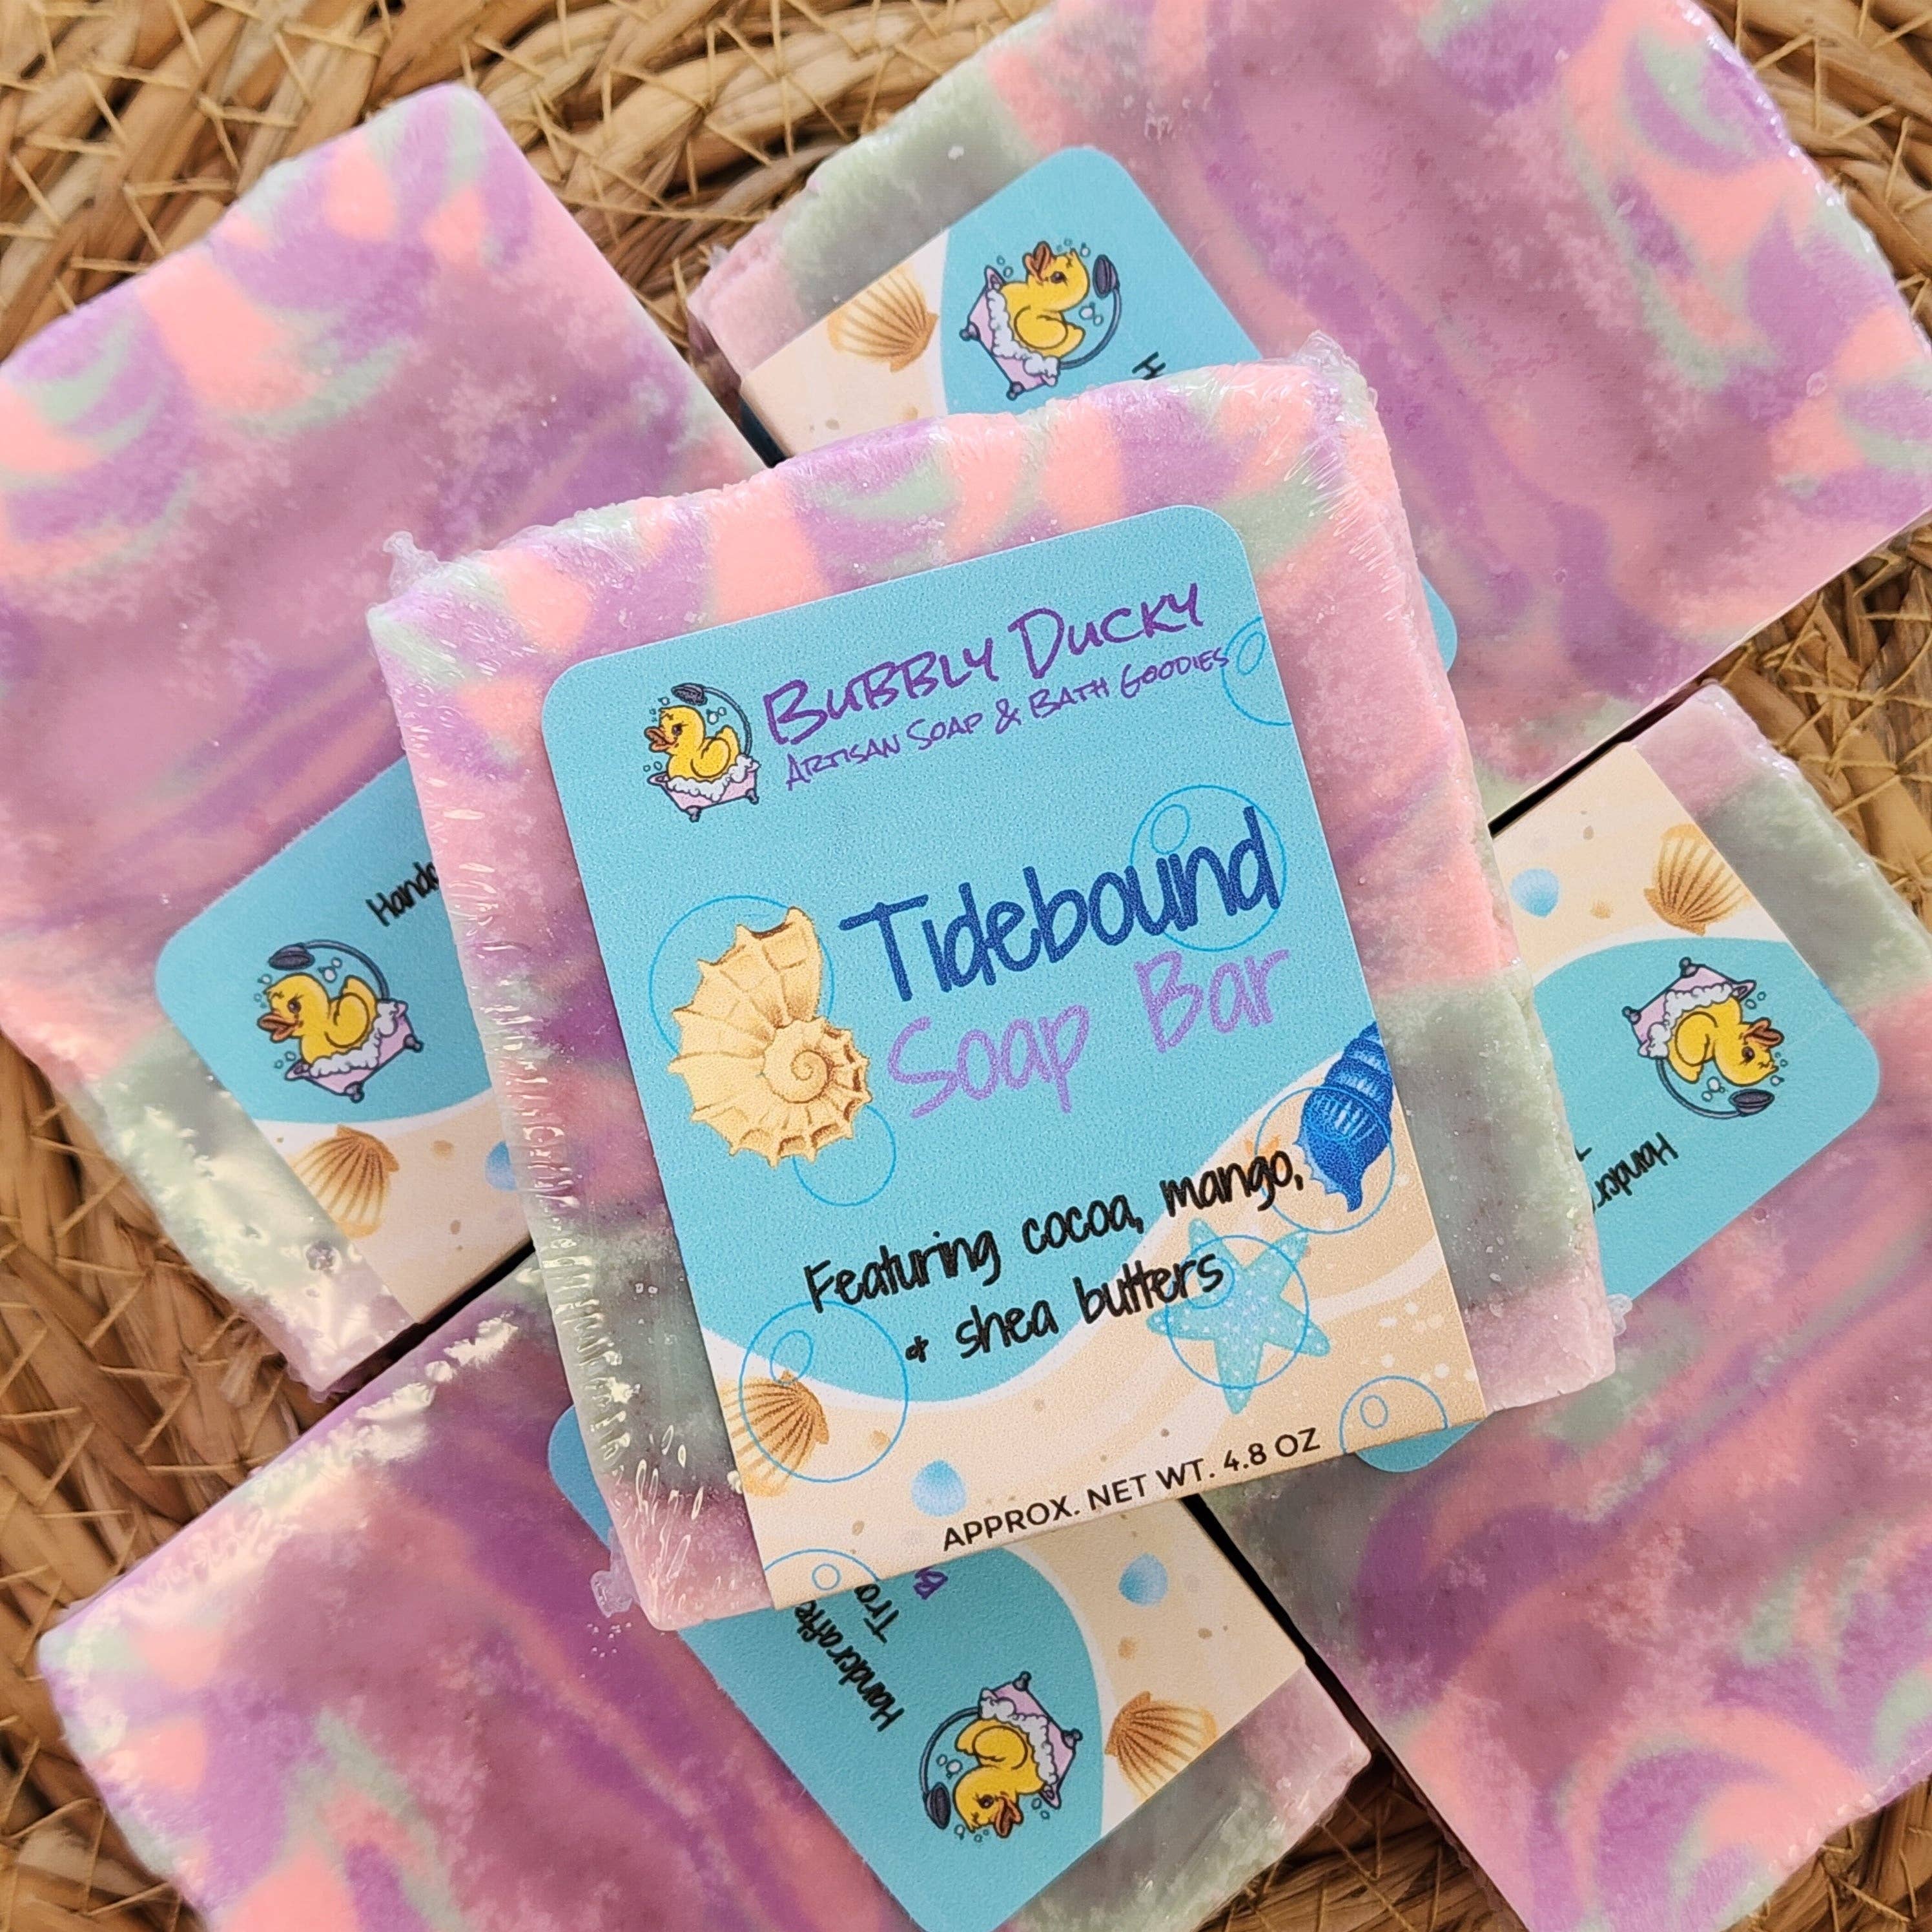 BUBBLY DUCKY
ARTISAN SOAP & BATH GOODIES
Tidebound
Soap Bar
Featuring cocoa, mango,
+ shea butters
APPROX. NET WT. 4.8 OZ